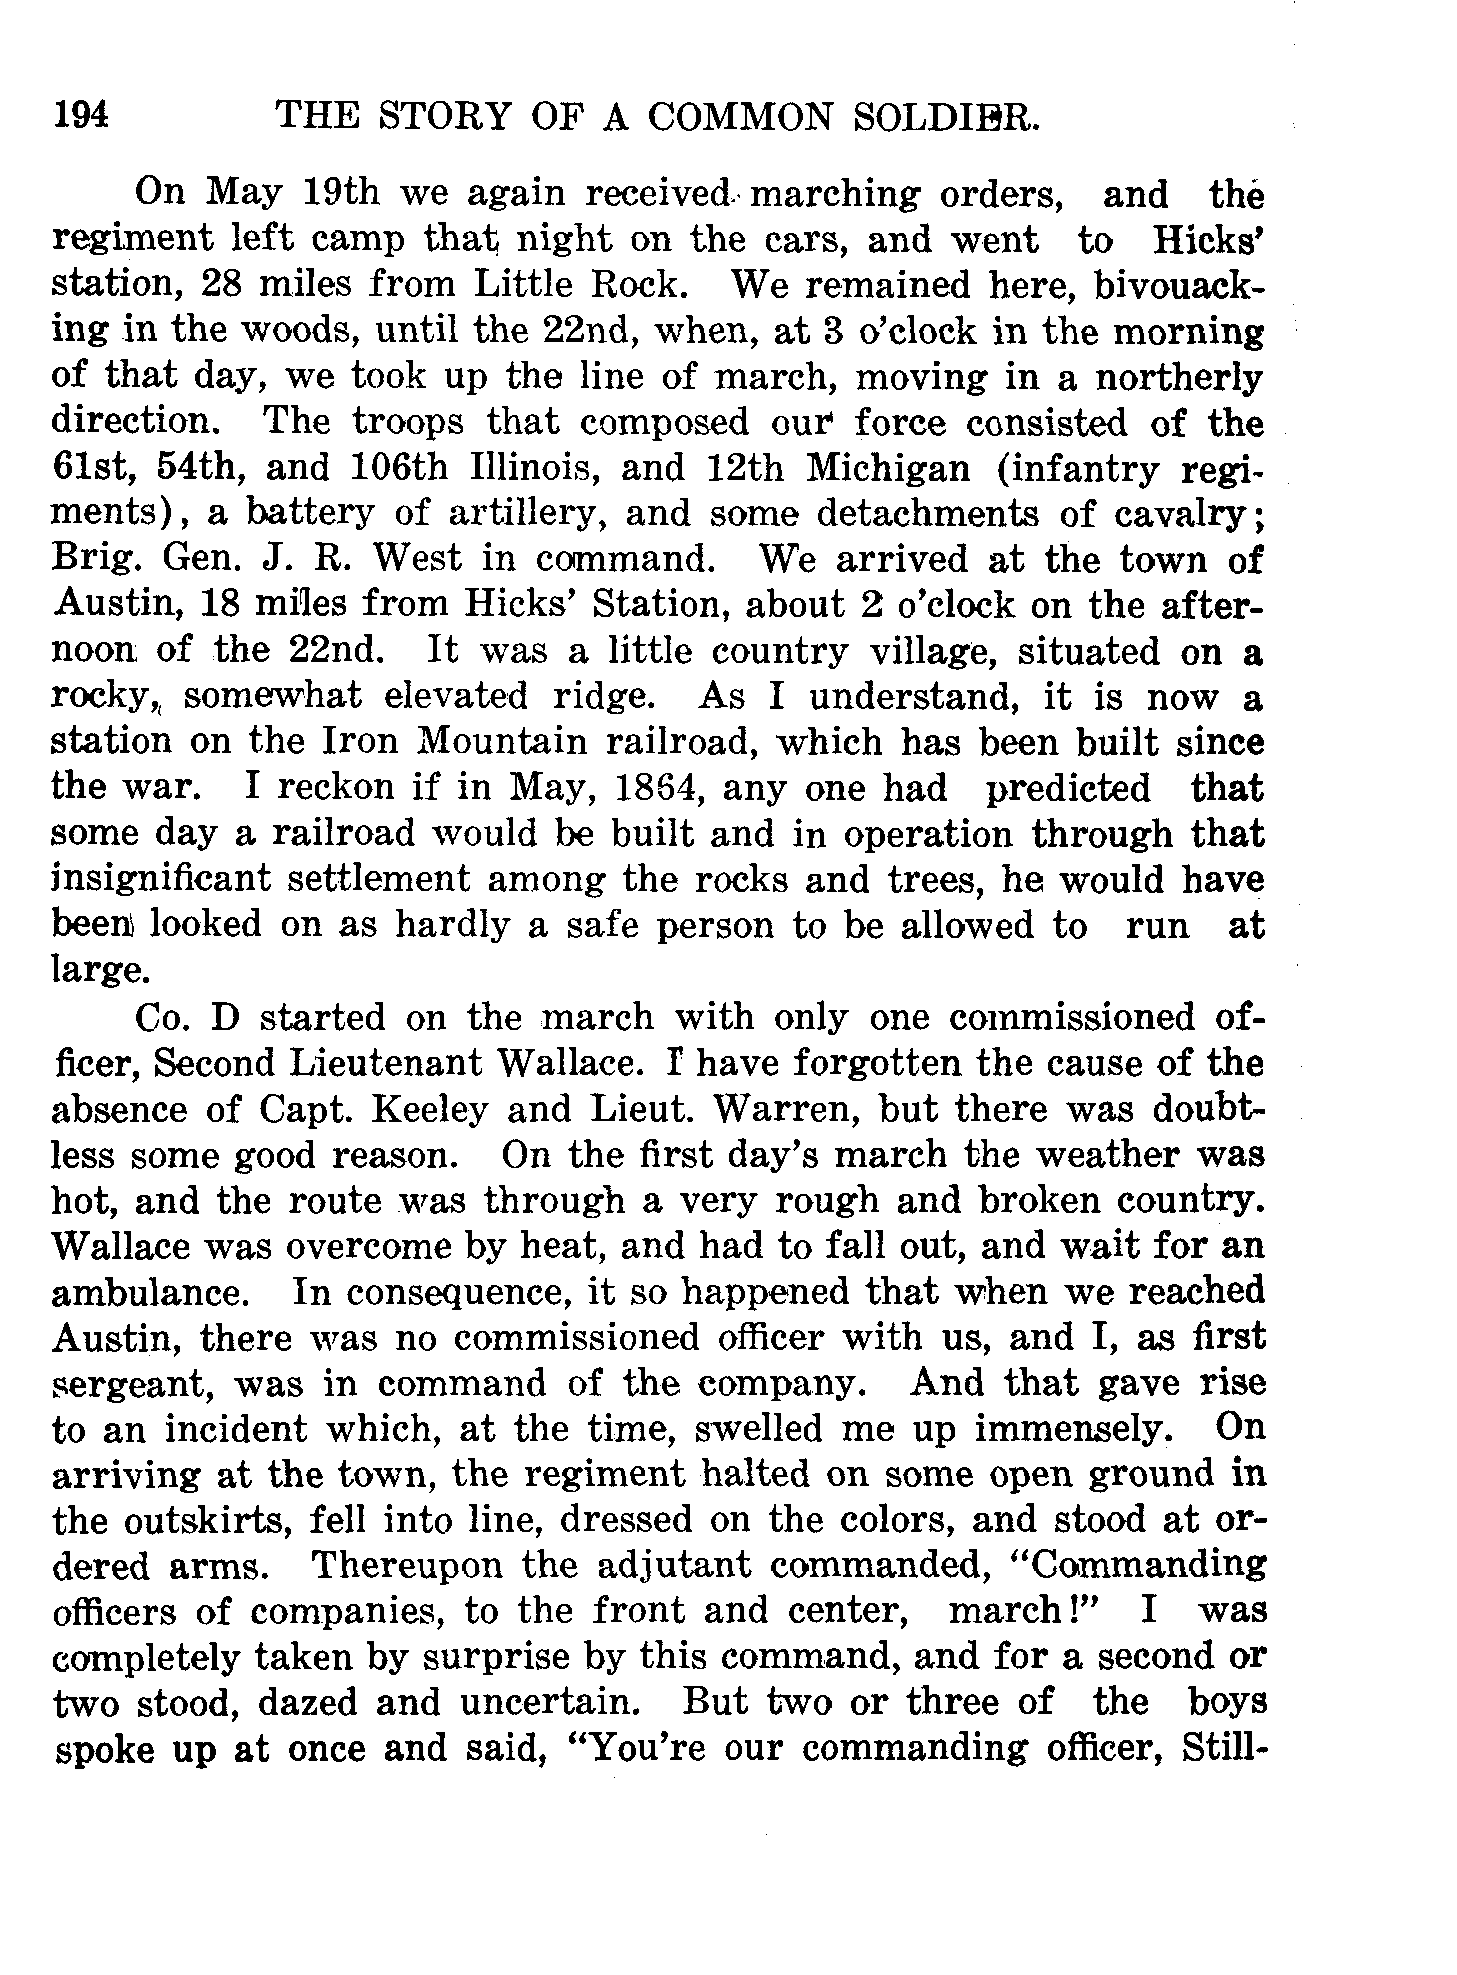 194 THE STORY OF A COMMON SOLDIER.
On May 19th we again received marching orders, and the
regiment left camp that night on the cars, and went to Hicks'
station, 28 miles from Little Rock. We remained here, bivouack-
ing in the woods, until the 22nd, when, at 3 o'clock in the morning
of that day, we took up the line of march, moving in a northerly
direction. The troops that composed our force consisted of the
61st, 54th, and 106th Illinois, and 12th Michigan (infantry regi-
ments), a battery of artillery, and some detachments of cavalry;
Brig. Gen. J. R. West in command. We arrived at the town of
Austin, 18 miles from Hicks' Station, about 2 o'clock on the after-
noon of the 22nd. It was a little country village, situated on a
rocky, somewhat elevated ridge. As I understand, it is now a
station on the Iron Mountain railroad, which has been built since
the war. I reckon if in May, 1864, any one had predicted that
some day a railroad would be built and in operation through that
insignificant settlement among the rocks and trees, he would have
been looked on as hardly a safe person to be allowed to run at
large.
Co. D started on the march with only one commissioned of-
ficer, Second Lieutenant Wallace. I have forgotten the cause of the
absence of Capt. Keeley and Lieut. Warren, but there was doubt-
less some good reason. On the first day's march the weather was
hot, and the route was through a very rough and broken country.
Wallace was overcome by heat, and had to fall out, and wait for an
ambulance. In consequence, it so happened that when we reached
Austin, there was no commissioned officer with us, and I, as first
sergeant, was in command of the company. And that gave rise
to an incident which, at the time, swelled me up immensely. On
arriving at the town, the regiment halted on some open ground in
the outskirts, fell into line, dressed on the colors, and stood at or-
dered arms. Thereupon the adjutant commanded, "Commanding
officers of companies, to the front and center, march!" I was
completely taken by surprise by this command, and for a second or
two stood, dazed and uncertain. But two or three of the boys
spoke up at once and said, "You're our commanding officer, Still-